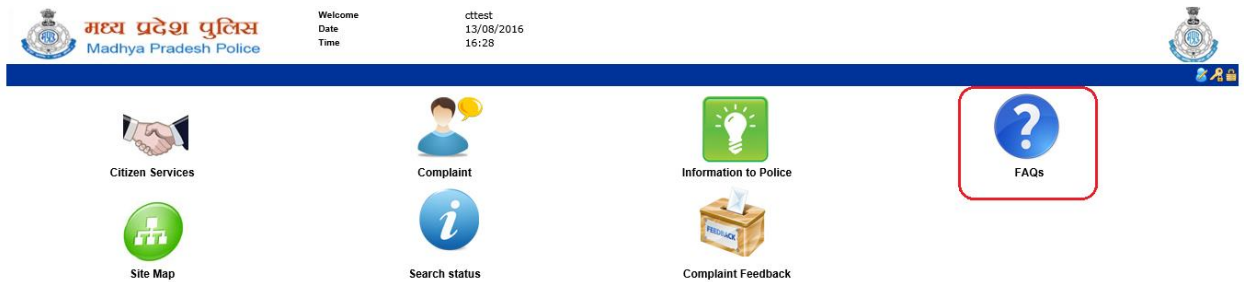 मध्य प्रदेश पुलिस
Madhya Pradesh Police
Welcome cttest
Date 13/08/2016
Time 16:28
Citizen Services
Complaint
Information to Police
FAQs
Site Map
Search status
FEEDBACK
Complaint Feedback